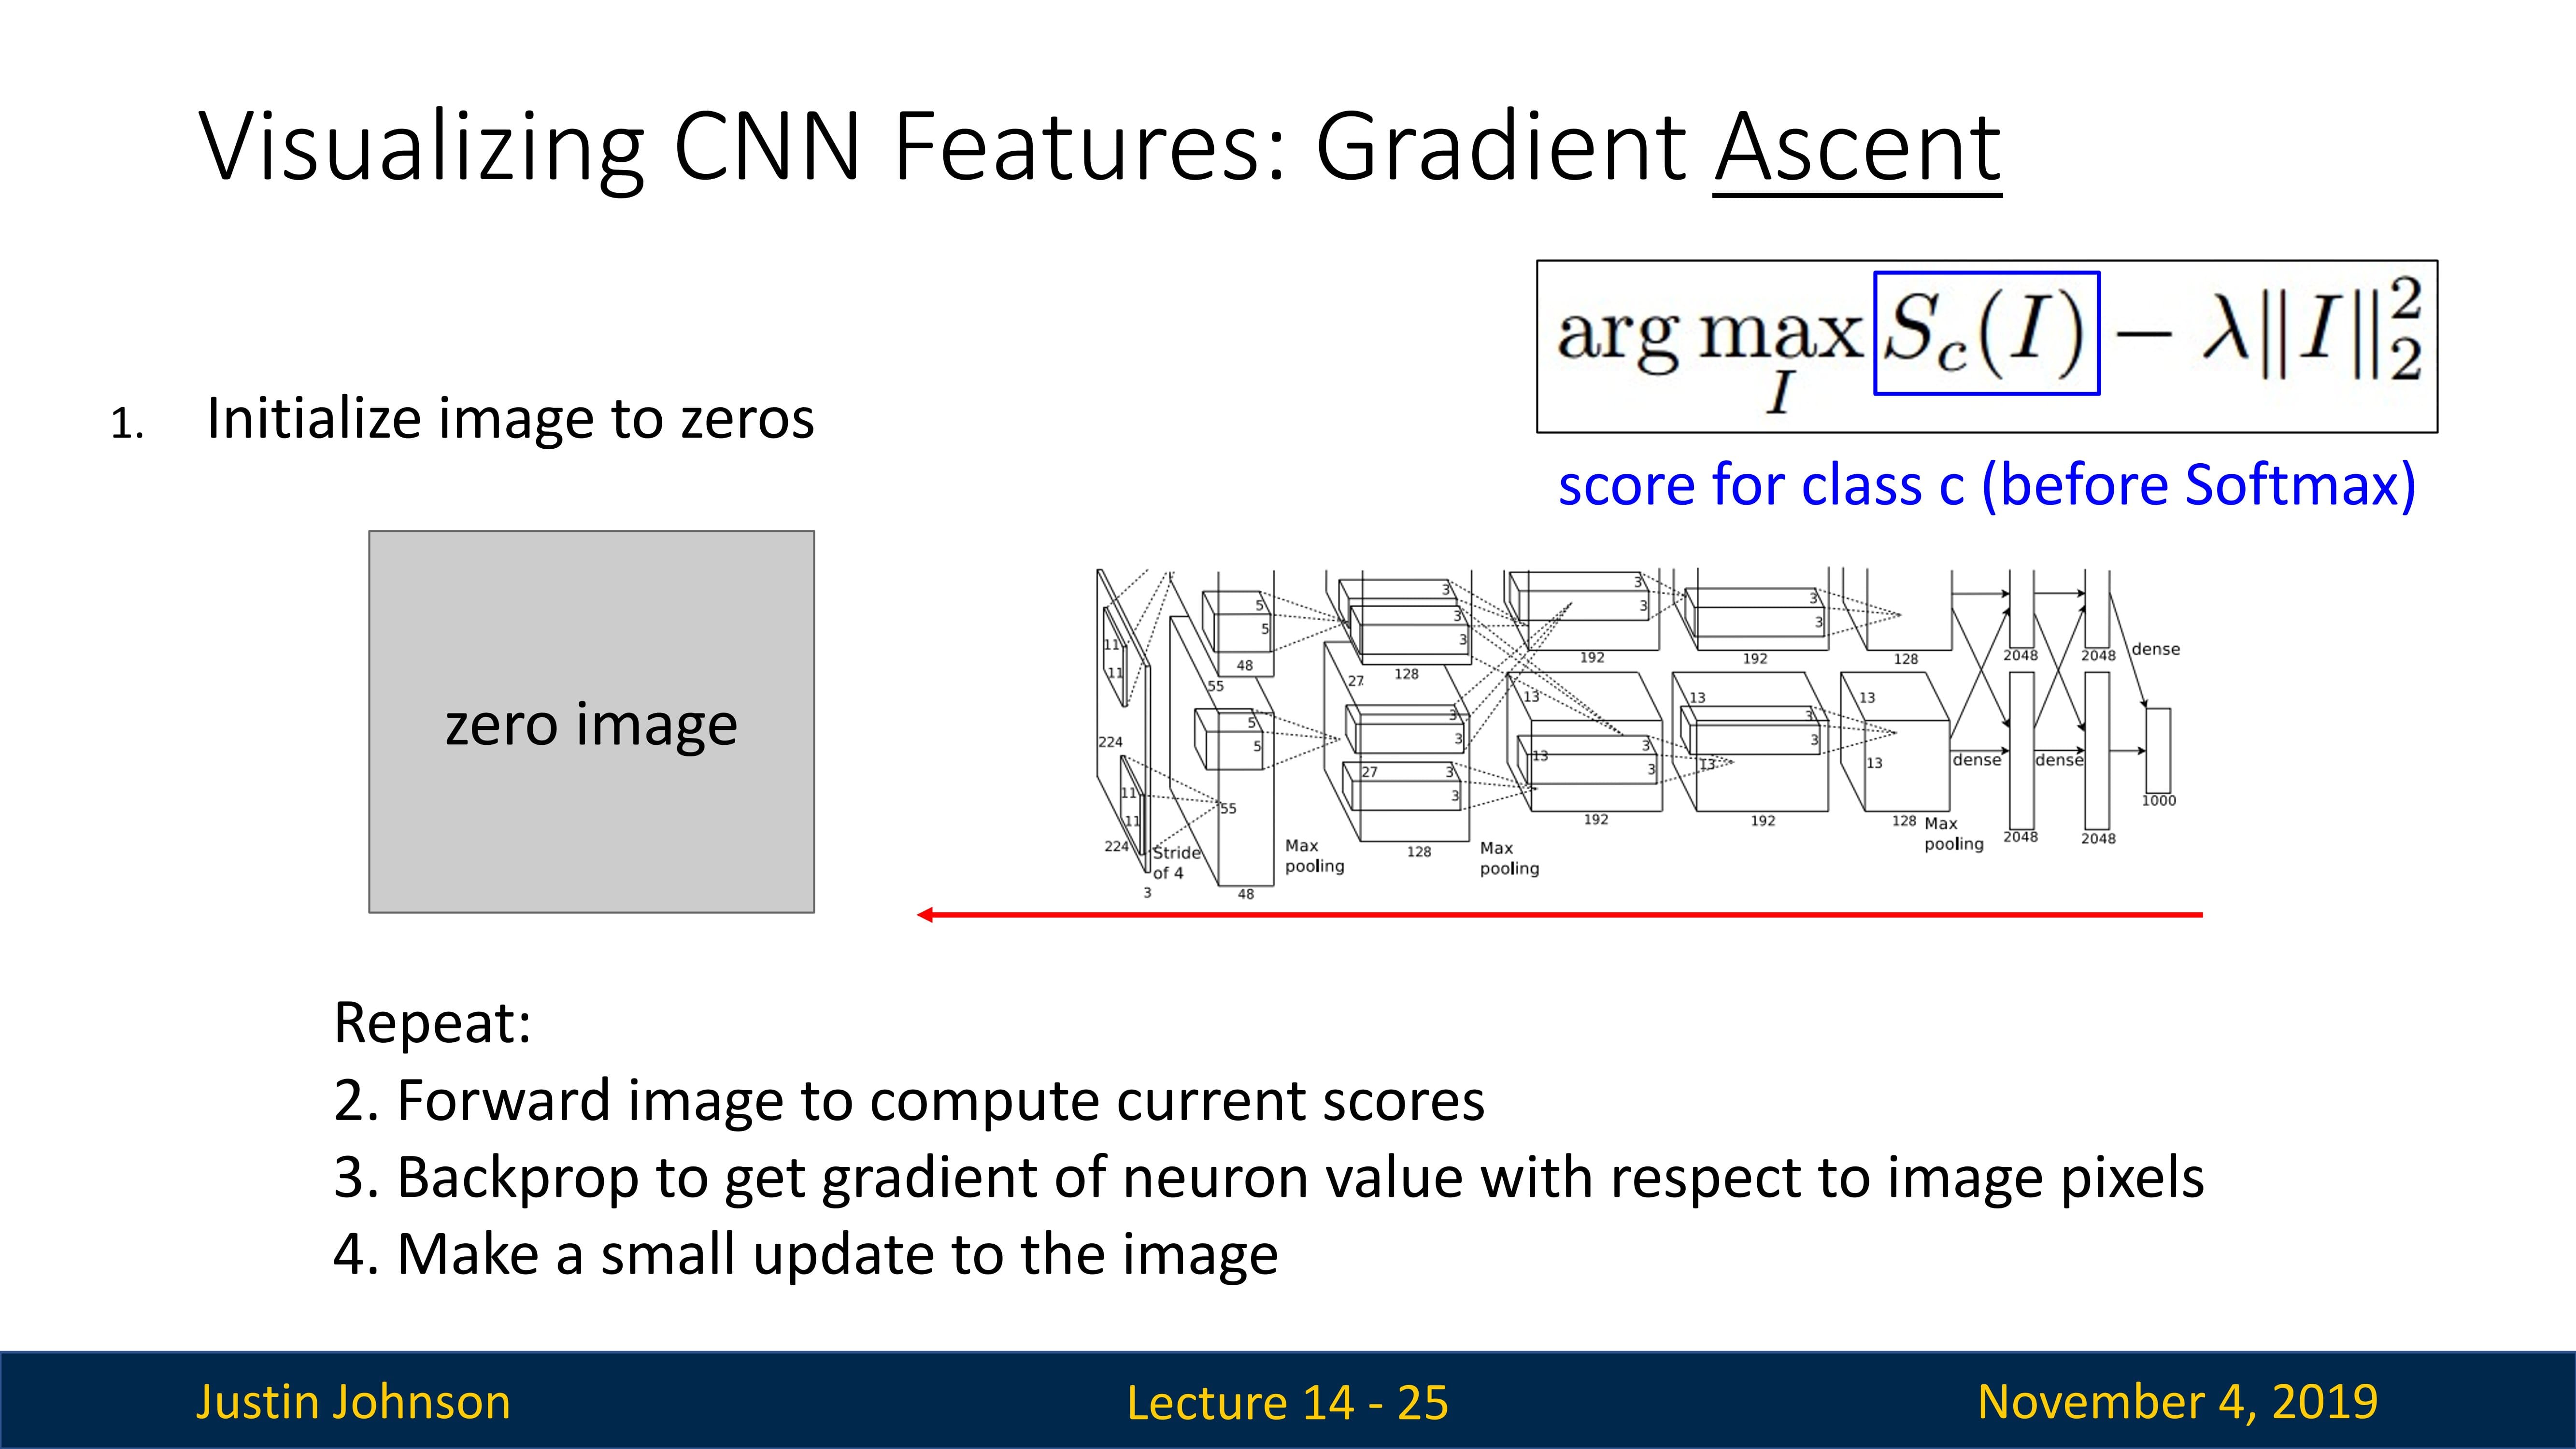 Visualizing CNN Features: Gradient Ascent
arg max_I S_c(I) − λ‖I‖₂²
1. Initialize image to zeros
score for class c (before Softmax)
zero image
11 11 5 5 48 55 3 3 3 3 128 27 3 3 192 3 3 192 128 2048 2048 dense
224 11 11 5 5 55 3 3 27 3 3 13 13 3 3 13 13 3 3 13 13 dense dense 1000
224 Stride of 4 3 48 Max pooling 128 Max pooling 192 192 128 Max pooling 2048 2048
Repeat:
2. Forward image to compute current scores
3. Backprop to get gradient of neuron value with respect to image pixels
4. Make a small update to the image
Justin Johnson
Lecture 14 - 25
November 4, 2019